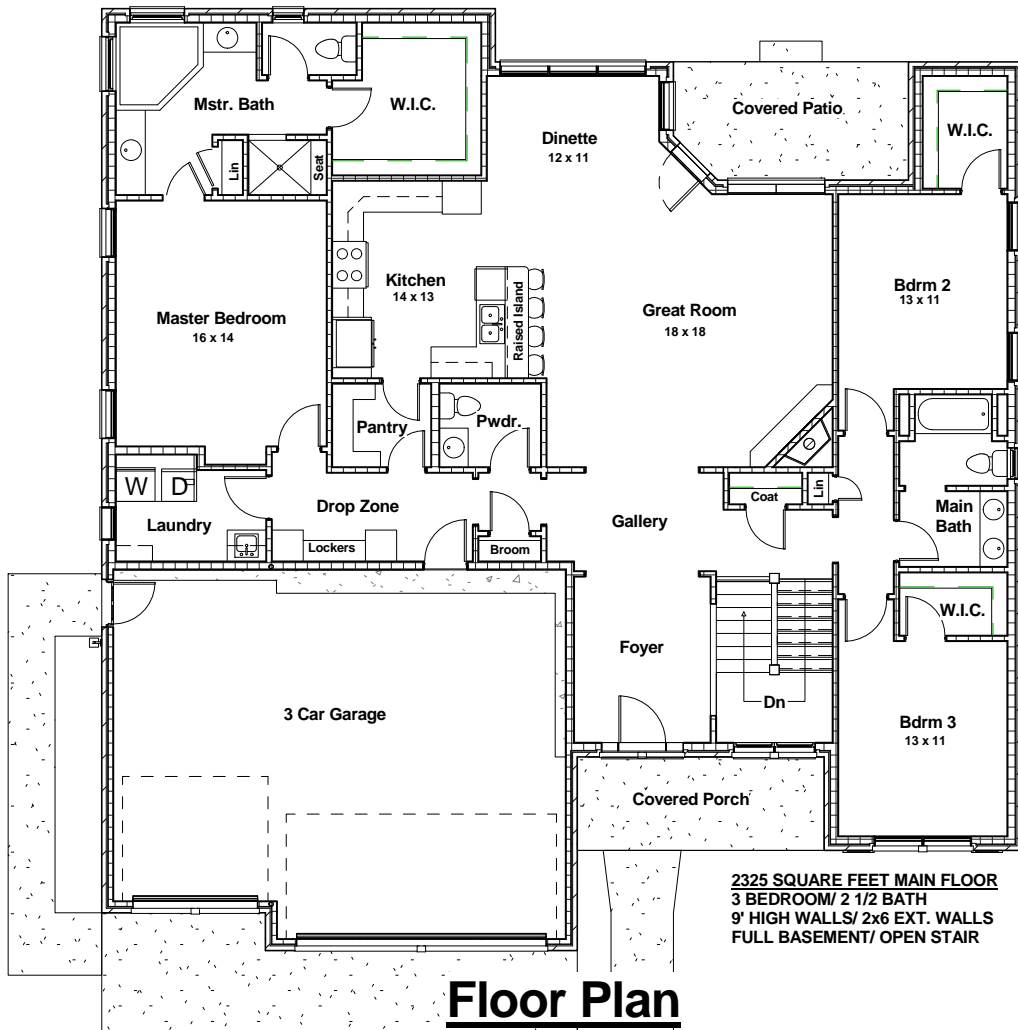 Mstr. Bath
W.I.C.
Dinette
12 x 11
Covered Patio
W.I.C.
Lin
Seat
Kitchen
14 x 13
Raised Island
Great Room
18 x 18
Bdrm 2
13 x 11
Master Bedroom
16 x 14
Pantry
Pwdr.
W D
Laundry
Drop Zone
Lockers
Broom
Gallery
Coat
Lin
Main
Bath
W.I.C.
Foyer
Dn
3 Car Garage
Bdrm 3
13 x 11
Covered Porch
2325 SQUARE FEET MAIN FLOOR
3 BEDROOM/ 2 1/2 BATH
9' HIGH WALLS/ 2x6 EXT. WALLS
FULL BASEMENT/ OPEN STAIR
Floor Plan